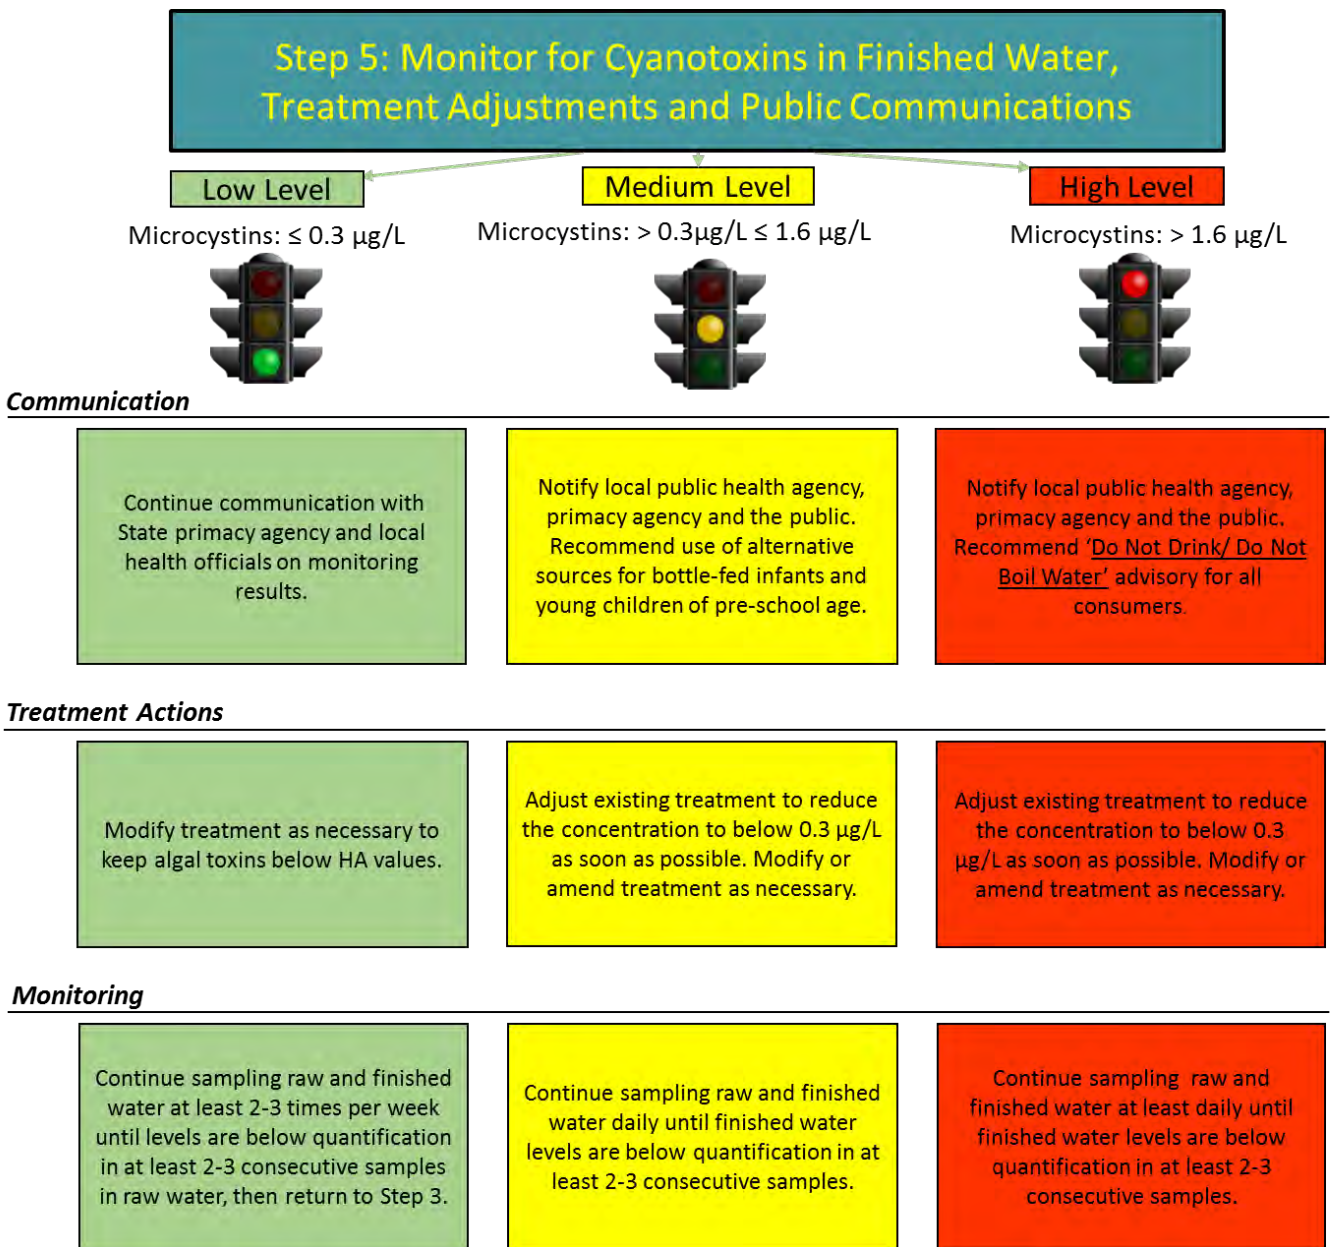 Step 5: Monitor for Cyanotoxins in Finished Water,
Treatment Adjustments and Public Communications
Low Level
Medium Level
High Level
Microcystins: ≤ 0.3 µg/L
Microcystins: > 0.3µg/L ≤ 1.6 µg/L
Microcystins: > 1.6 µg/L
Communication
Continue communication with
State primacy agency and local
health officials on monitoring
results.
Notify local public health agency,
primacy agency and the public.
Recommend use of alternative
sources for bottle-fed infants and
young children of pre-school age.
Notify local public health agency,
primacy agency and the public.
Recommend ‘Do Not Drink/ Do Not
Boil Water’ advisory for all
consumers.
Treatment Actions
Modify treatment as necessary to
keep algal toxins below HA values.
Adjust existing treatment to reduce
the concentration to below 0.3 µg/L
as soon as possible. Modify or
amend treatment as necessary.
Adjust existing treatment to reduce
the concentration to below 0.3
µg/L as soon as possible. Modify or
amend treatment as necessary.
Monitoring
Continue sampling raw and finished
water at least 2-3 times per week
until levels are below quantification
in at least 2-3 consecutive samples
in raw water, then return to Step 3.
Continue sampling raw and finished
water daily until finished water
levels are below quantification in at
least 2-3 consecutive samples.
Continue sampling raw and
finished water at least daily until
finished water levels are below
quantification in at least 2-3
consecutive samples.